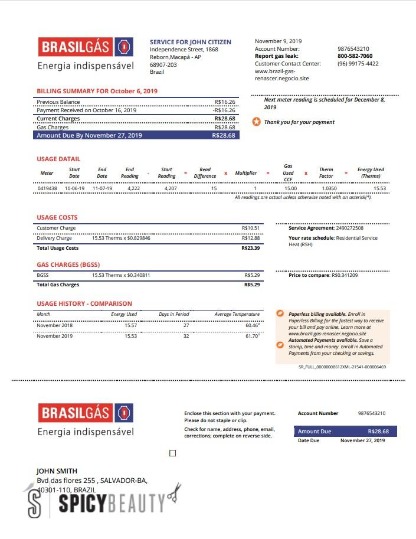 BRASILGÁS
Energia indispensável
SERVICE FOR JOHN CITIZEN
Independence Street, 1868
Reborn,Macapá - AP
68907-203
Brazil
November 9, 2019
Account Number: 9876543210
Report gas leak: 800-582-7060
Customer Contact Center: (96) 99175-4422
www.brasil-gas-
renasmer.negocio.site
BILLING SUMMARY FOR October 6, 2019
Previous Balance R$16.26
Payment Received on October 16, 2019 -R$16.26
Current Charges R$28.68
Gas Charges R$28.68
Amount Due By November 27, 2019 R$28.68
Next meter reading is scheduled for December 8,
2019
Thank you for your payment
USAGE DATAIL
Meter Start Date End Date End Reading - Start Reading = Read Difference x Multiplier = Gas Used CCF x Therm Factor = Energy Used (Therms)
0419438 10-06-19 11-07-19 4,222 4,207 15 1 15.00 1.0350 15.53
All readings are actual unless otherwise noted with an asterisk(*).
USAGE COSTS
Customer Charge R$10.51
Delivery Charge 15.53 Therms x $0.829846 R$12.88
Total Usage Costs R$23.39
Service Agreement: 2490272508
Your rate schedule: Residential Service
Heat (RSH)
GAS CHARGES (BGSS)
BGSS 15.53 Therms x $0.340811 R$5.29
Total Gas Charges R$5.29
Price to compare: R$0.341209
USAGE HISTORY - COMPARISON
Month Energy Used Days in Period Average Temperature
November 2018 15.57 27 60.46°
November 2019 15.53 32 61.70°
Paperless billing available. Enroll in
Paperless Billing for the fastest way to receive
your bill and pay online. Learn more at
www.brasil-gas-renasmer.negocio.site
Automated Payments available. Save a
stamp, time and money. Enroll in Automated
Payments from your checking or savings.
BRASILGÁS
Energia indispensável
Enclose this section with your payment.
Please do not staple or clip.
Check for name, address, phone, email,
corrections; complete on reverse side.
Account Number 9876543210
Amount Due R$28.68
Date Due November 27, 2019
JOHN SMITH
Bvd das flores 255 , SALVADOR-BA,
40301-110, BRAZIL
SPICYBEAUTY